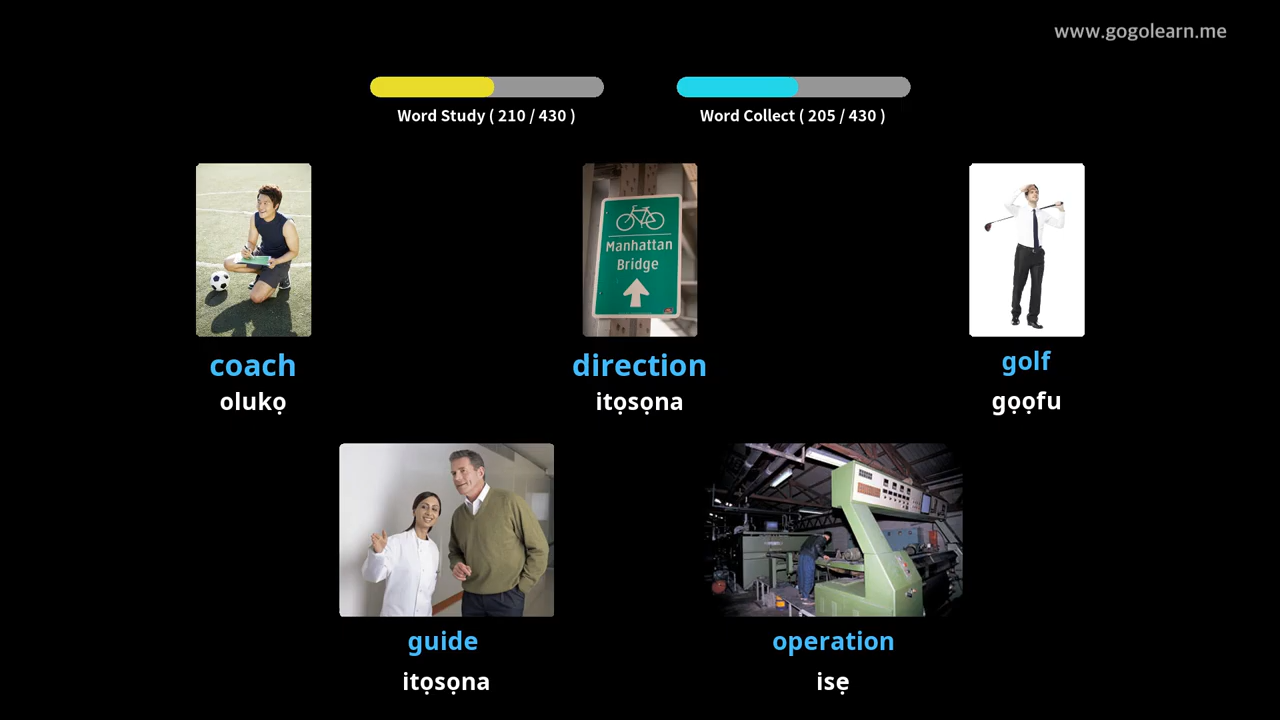 www.gogolearn.me
Word Study ( 210 / 430 )
Word Collect ( 205 / 430 )
Manhattan
Bridge
coach
direction
golf
olukọ
itọsọna
gọọfu
guide
operation
itọsọna
isẹ